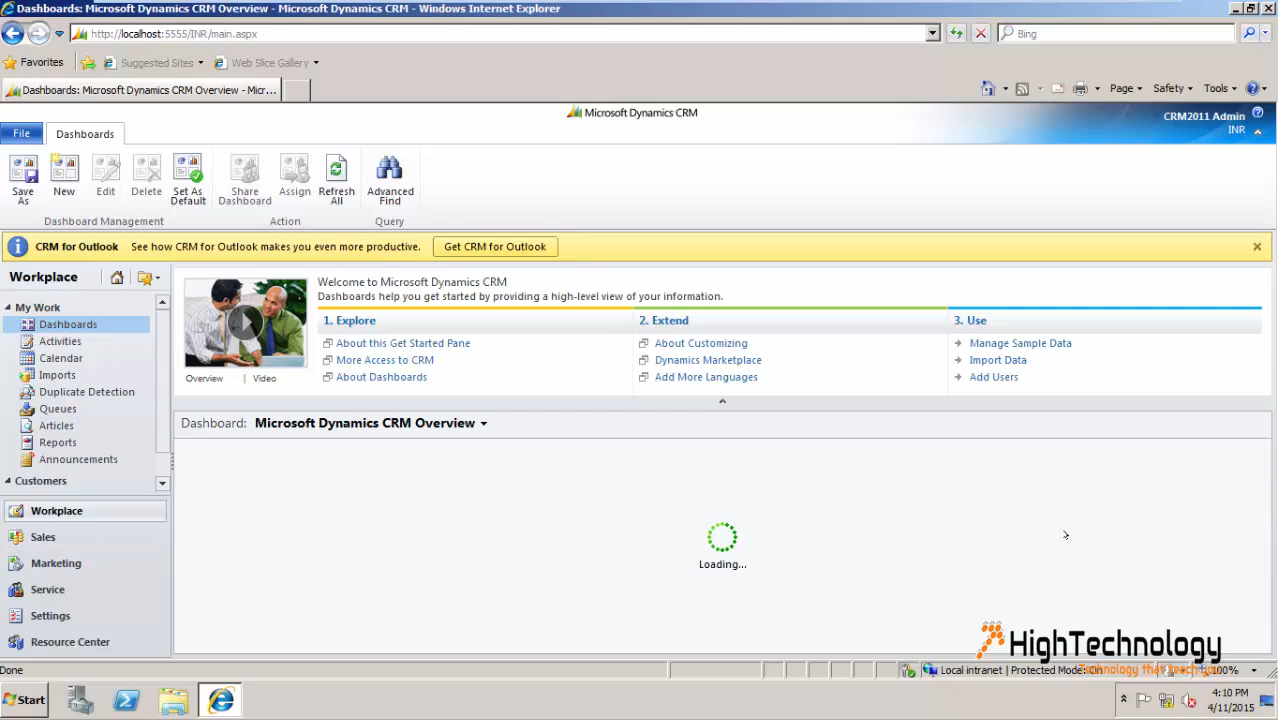 Dashboards: Microsoft Dynamics CRM Overview - Microsoft Dynamics CRM - Windows Internet Explorer
http://localhost:5555/INR/main.aspx
Bing
Favorites
Suggested Sites
Web Slice Gallery
Dashboards: Microsoft Dynamics CRM Overview - Micr...
Page
Safety
Tools
Microsoft Dynamics CRM
CRM2011 Admin
INR
File
Dashboards
Save As
New
Edit
Delete
Set As Default
Share Dashboard
Assign
Refresh All
Advanced Find
Dashboard Management
Action
Query
CRM for Outlook See how CRM for Outlook makes you even more productive.
Get CRM for Outlook
Workplace
My Work
Dashboards
Activities
Calendar
Imports
Duplicate Detection
Queues
Articles
Reports
Announcements
Customers
Workplace
Sales
Marketing
Service
Settings
Resource Center
Overview | Video
Welcome to Microsoft Dynamics CRM
Dashboards help you get started by providing a high-level view of your information.
1. Explore
About this Get Started Pane
More Access to CRM
About Dashboards
2. Extend
About Customizing
Dynamics Marketplace
Add More Languages
3. Use
Manage Sample Data
Import Data
Add Users
Dashboard: Microsoft Dynamics CRM Overview
Loading...
HighTechnology
Technology that teach you
Done
Local intranet | Protected Mode: On
100%
Start
4:10 PM
4/11/2015